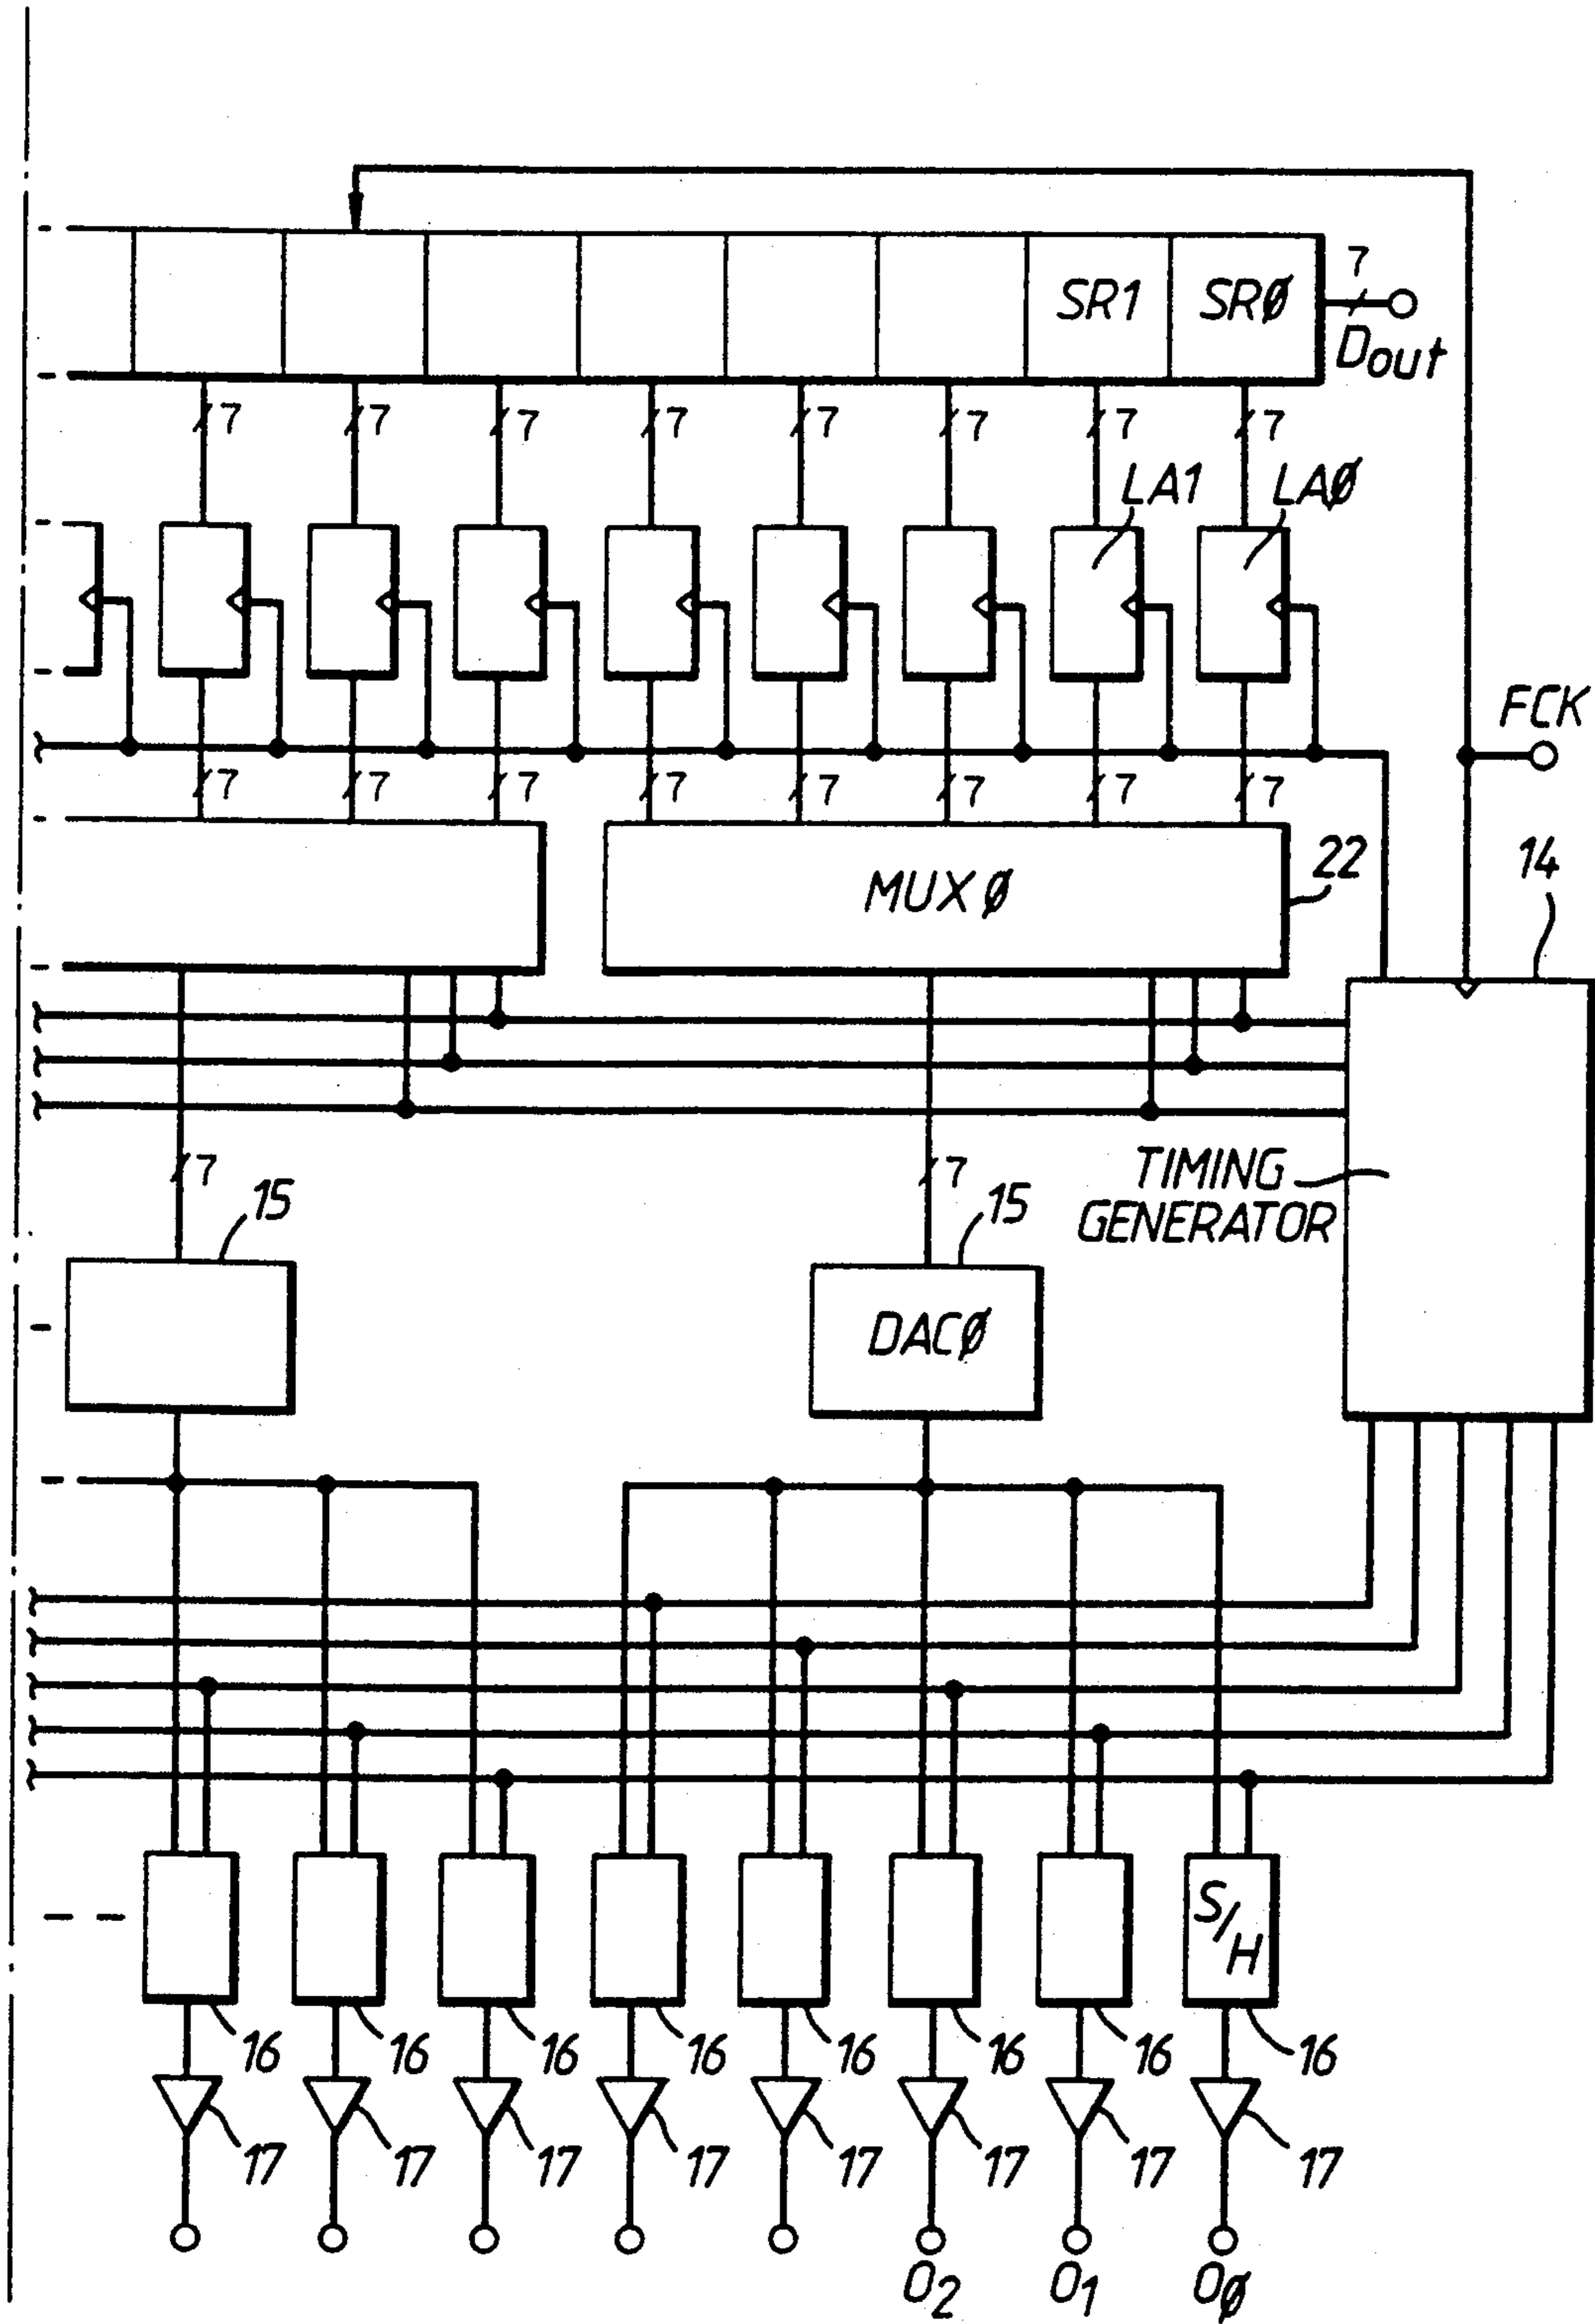 7
SR1 SRØ
Dout
7 7 7 7 7 7 7 7
LA1 LAØ
FCK
7 7 7 7 7 7 7 7
MUXØ
22
14
7 7
TIMING
GENERATOR
15 15
DACØ
S/H
16 16 16 16 16 16 16 16
17 17 17 17 17 17 17 17
O2 O1 OØ